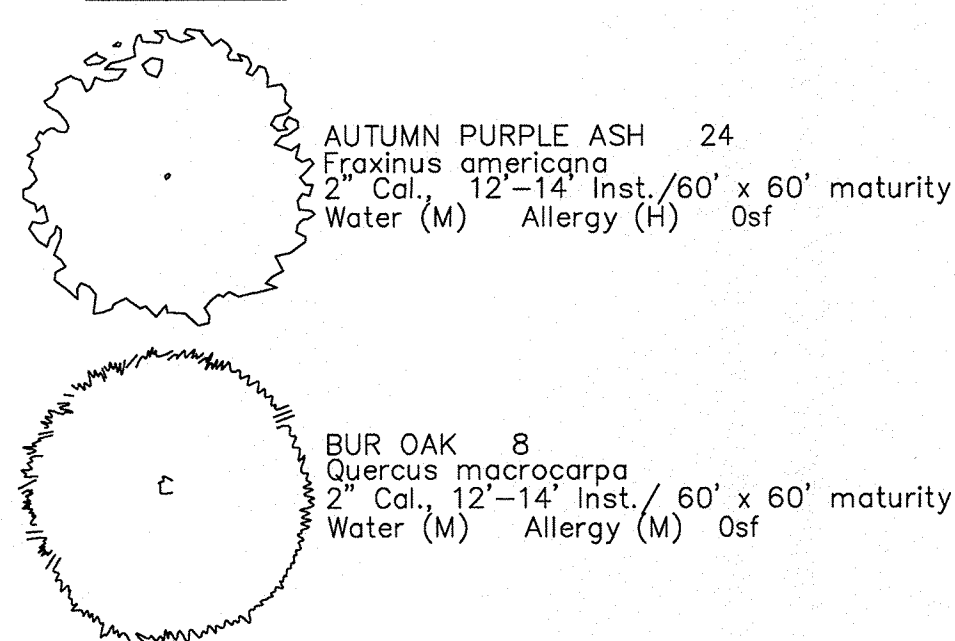 AUTUMN PURPLE ASH 24
Fraxinus americana
2" Cal., 12'-14' Inst./60' x 60' maturity
Water (M) Allergy (H) 0sf
BUR OAK 8
Quercus macrocarpa
2" Cal., 12'-14' Inst./ 60' x 60' maturity
Water (M) Allergy (M) 0sf